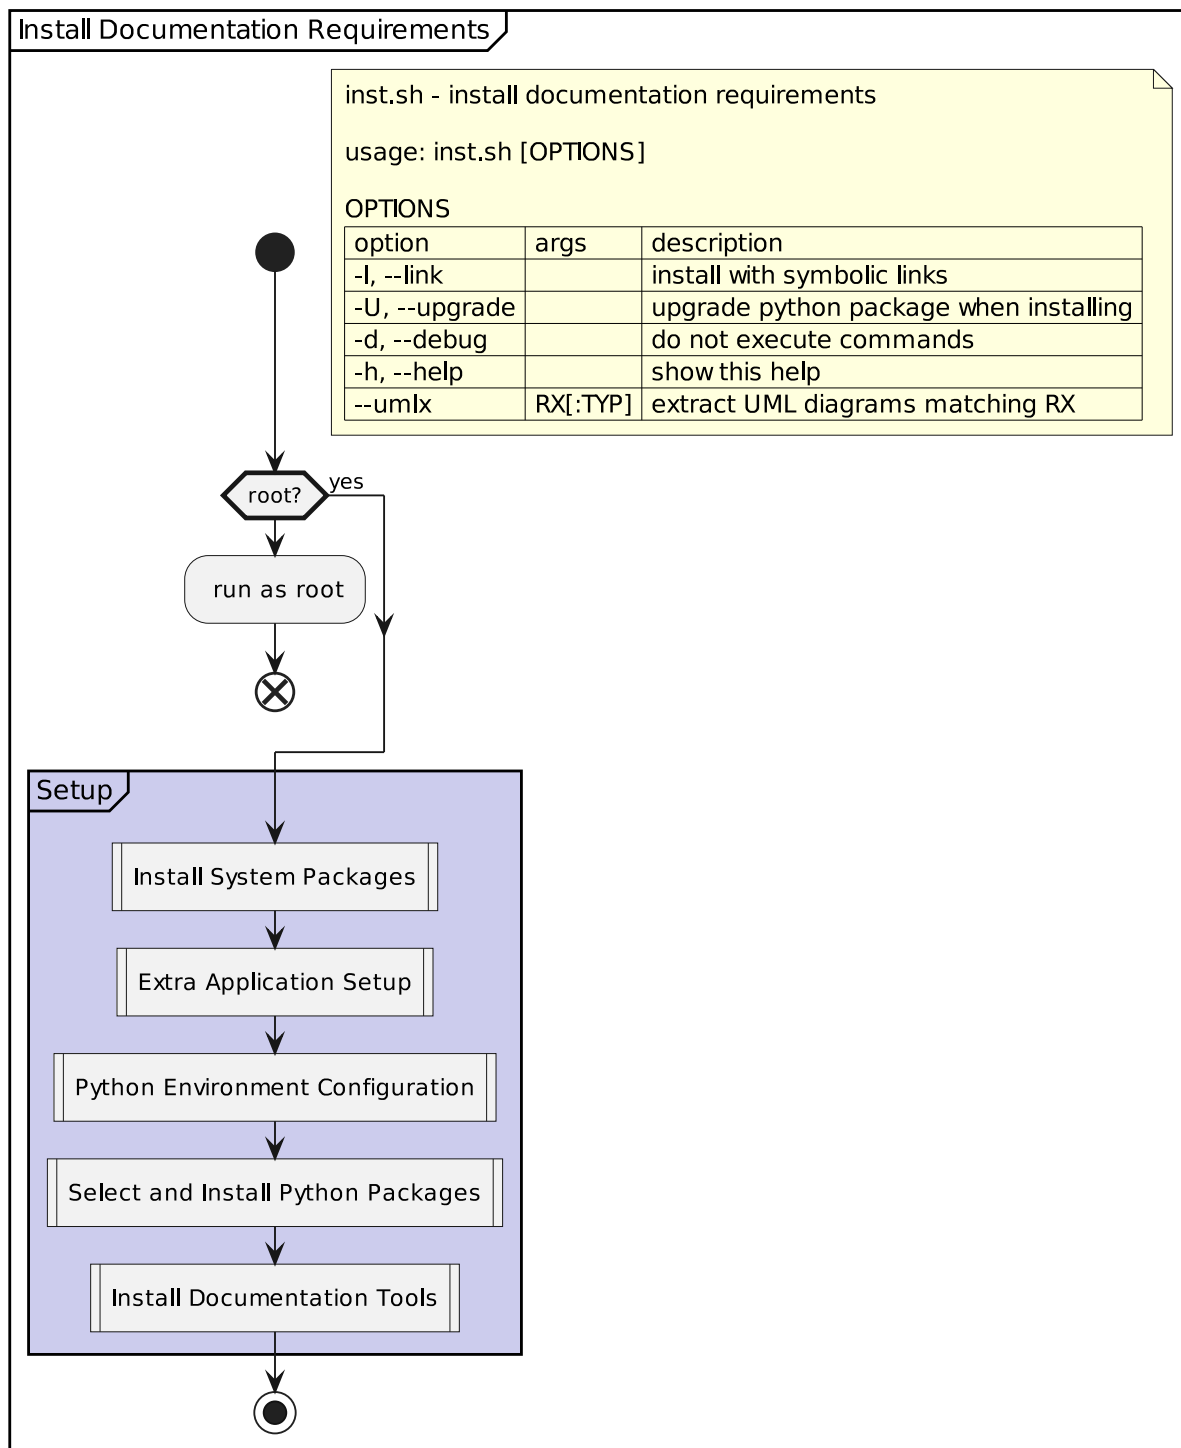 Install Documentation Requirements
inst.sh - install documentation requirements
usage: inst.sh [OPTIONS]
OPTIONS
option args description
-l, --link install with symbolic links
-U, --upgrade upgrade python package when installing
-d, --debug do not execute commands
-h, --help show this help
--umlx RX[:TYP] extract UML diagrams matching RX
root? yes
run as root
Setup
Install System Packages
Extra Application Setup
Python Environment Configuration
Select and Install Python Packages
Install Documentation Tools